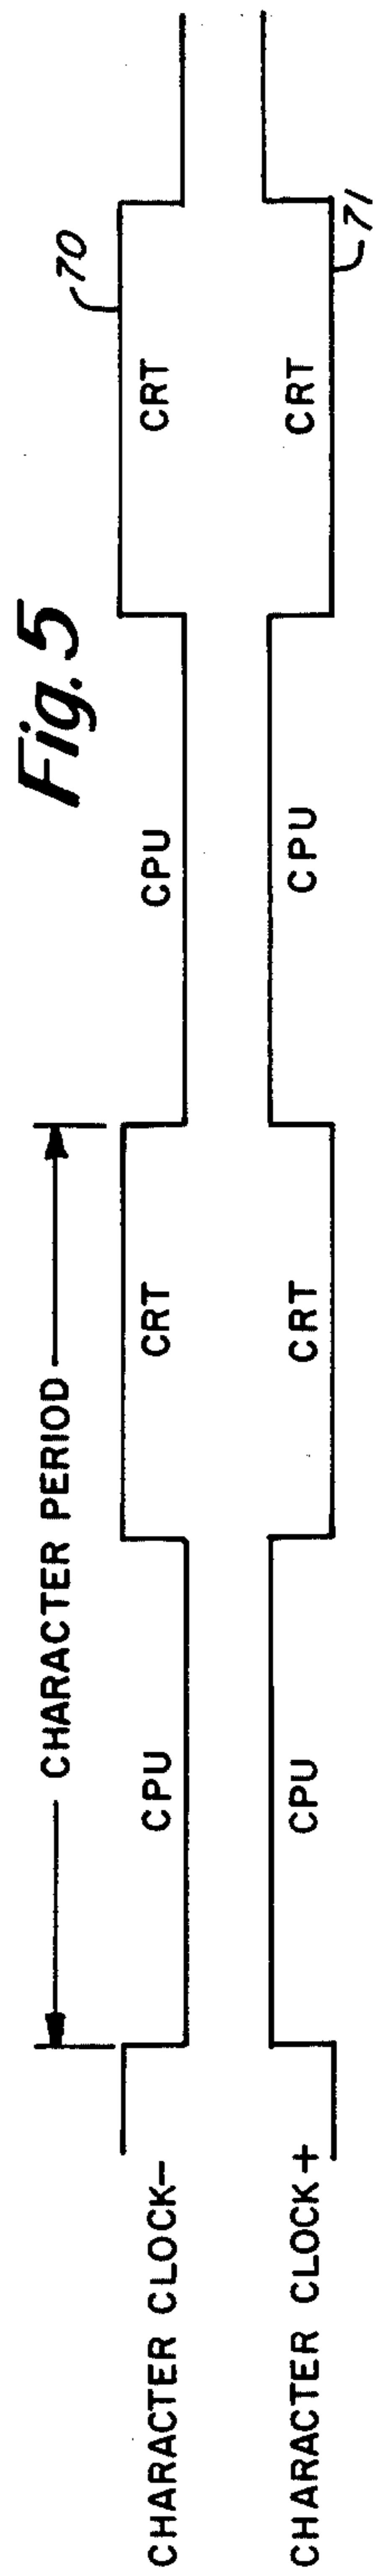 Fig. 5
CHARACTER PERIOD
70
CHARACTER CLOCK-
CPU
CRT
CPU
CRT
CHARACTER CLOCK+
CPU
CRT
CPU
CRT
71